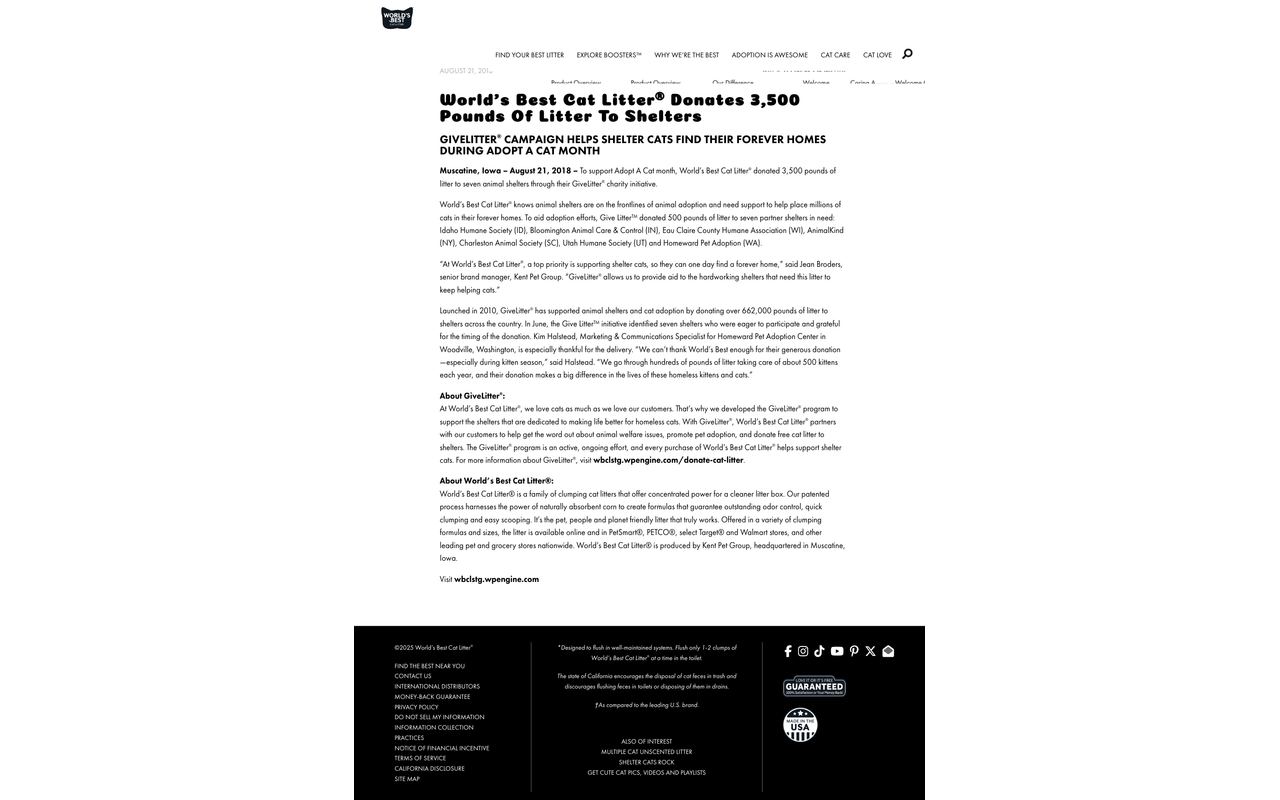 WORLD'S
BEST
FIND YOUR BEST LITTER EXPLORE BOOSTERS™ WHY WE'RE THE BEST ADOPTION IS AWESOME CAT CARE CAT LOVE
AUGUST 21, 201
Product Overview Product Overview Our Difference Welcome Caring A Welcome
World's Best Cat Litter® Donates 3,500
Pounds Of Litter To Shelters
GIVELITTER® CAMPAIGN HELPS SHELTER CATS FIND THEIR FOREVER HOMES
DURING ADOPT A CAT MONTH
Muscatine, Iowa – August 21, 2018 – To support Adopt A Cat month, World's Best Cat Litter® donated 3,500 pounds of
litter to seven animal shelters through their GiveLitter® charity initiative.
World's Best Cat Litter® knows animal shelters are on the frontlines of animal adoption and need support to help place millions of
cats in their forever homes. To aid adoption efforts, Give Litter™ donated 500 pounds of litter to seven partner shelters in need:
Idaho Humane Society (ID), Bloomington Animal Care & Control (IN), Eau Claire County Humane Association (WI), AnimalKind
(NY), Charleston Animal Society (SC), Utah Humane Society (UT) and Homeward Pet Adoption (WA).
"At World's Best Cat Litter®, a top priority is supporting shelter cats, so they can one day find a forever home," said Jean Broders,
senior brand manager, Kent Pet Group. "GiveLitter® allows us to provide aid to the hardworking shelters that need this litter to
keep helping cats."
Launched in 2010, GiveLitter® has supported animal shelters and cat adoption by donating over 662,000 pounds of litter to
shelters across the country. In June, the Give Litter™ initiative identified seven shelters who were eager to participate and grateful
for the timing of the donation. Kim Halstead, Marketing & Communications Specialist for Homeward Pet Adoption Center in
Woodville, Washington, is especially thankful for the delivery. "We can't thank World's Best enough for their generous donation
—especially during kitten season," said Halstead. "We go through hundreds of pounds of litter taking care of about 500 kittens
each year, and their donation makes a big difference in the lives of these homeless kittens and cats."
About GiveLitter®:
At World's Best Cat Litter®, we love cats as much as we love our customers. That's why we developed the GiveLitter® program to
support the shelters that are dedicated to making life better for homeless cats. With GiveLitter®, World's Best Cat Litter® partners
with our customers to help get the word out about animal welfare issues, promote pet adoption, and donate free cat litter to
shelters. The GiveLitter® program is an active, ongoing effort, and every purchase of World's Best Cat Litter® helps support shelter
cats. For more information about GiveLitter®, visit wbclstg.wpengine.com/donate-cat-litter.
About World's Best Cat Litter®:
World's Best Cat Litter® is a family of clumping cat litters that offer concentrated power for a cleaner litter box. Our patented
process harnesses the power of naturally absorbent corn to create formulas that guarantee outstanding odor control, quick
clumping and easy scooping. It's the pet, people and planet friendly litter that truly works. Offered in a variety of clumping
formulas and sizes, the litter is available online and in PetSmart®, PETCO®, select Target® and Walmart stores, and other
leading pet and grocery stores nationwide. World's Best Cat Litter® is produced by Kent Pet Group, headquartered in Muscatine,
Iowa.
Visit wbclstg.wpengine.com
©2025 World's Best Cat Litter®
FIND THE BEST NEAR YOU
CONTACT US
INTERNATIONAL DISTRIBUTORS
MONEY-BACK GUARANTEE
PRIVACY POLICY
DO NOT SELL MY INFORMATION
INFORMATION COLLECTION
PRACTICES
NOTICE OF FINANCIAL INCENTIVE
TERMS OF SERVICE
CALIFORNIA DISCLOSURE
SITE MAP
*Designed to flush in well-maintained systems. Flush only 1-2 clumps of
World's Best Cat Litter® at a time in the toilet.
The state of California encourages the disposal of cat feces in trash and
discourages flushing feces in toilets or disposing of them in drains.
†As compared to the leading U.S. brand.
ALSO OF INTEREST
MULTIPLE CAT UNSCENTED LITTER
SHELTER CATS ROCK
GET CUTE CAT PICS, VIDEOS AND PLAYLISTS
LOVE IT OR IT'S FREE
GUARANTEED
100% Satisfaction or Your Money Back
MADE IN THE
USA